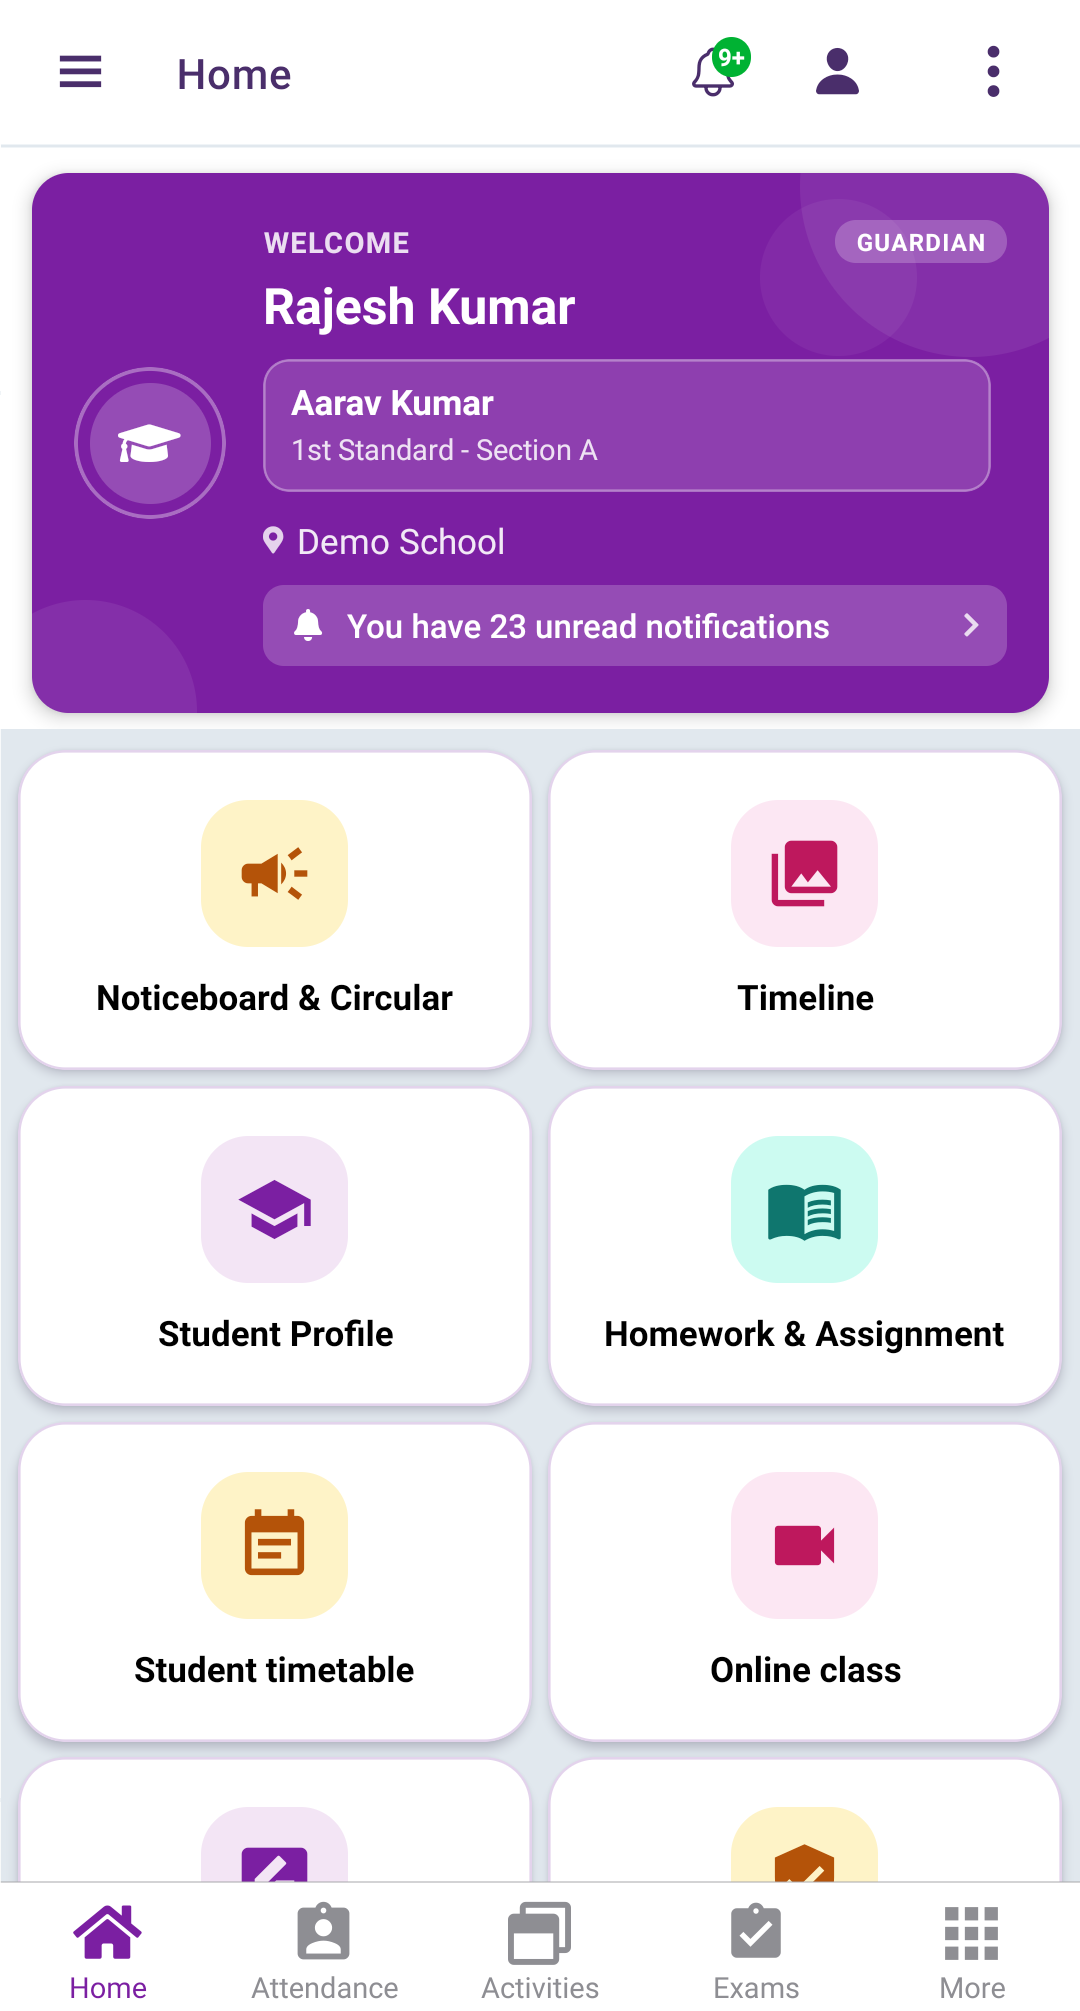 Home
9+
WELCOME
GUARDIAN
Rajesh Kumar
Aarav Kumar
1st Standard - Section A
Demo School
You have 23 unread notifications
Noticeboard & Circular
Timeline
Student Profile
Homework & Assignment
Student timetable
Online class
Home
Attendance
Activities
Exams
More